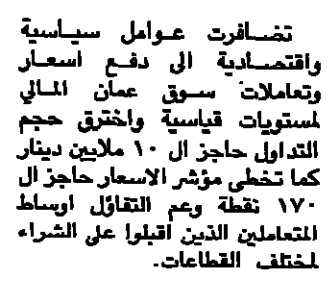 تضافرت عوامل سياسية
واقتصادية الى دفع اسعار
وتعاملات سوق عمان المالي
لمستويات قياسية واخترق حجم
التداول حاجز ال ١٠ ملايين دينار
كما تخطى مؤشر الاسعار حاجز ال
١٧٠ نقطة وعم التفاؤل اوساط
المتعاملين الذين اقبلوا على الشراء
لمختلف القطاعات.